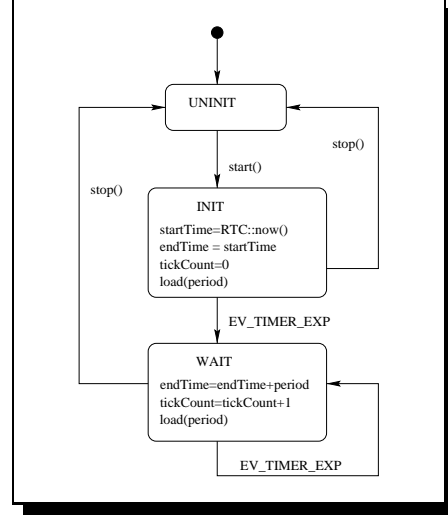 UNINIT
stop()
start()
stop()
INIT
startTime=RTC::now()
endTime = startTime
tickCount=0
load(period)
EV_TIMER_EXP
WAIT
endTime=endTime+period
tickCount=tickCount+1
load(period)
EV_TIMER_EXP